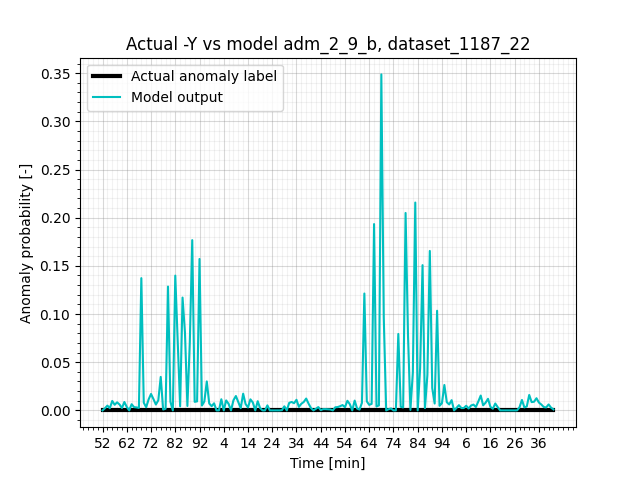 Actual -Y vs model adm_2_9_b, dataset_1187_22
Actual anomaly label
Model output
0.35
0.30
0.25
0.20
0.15
0.10
0.05
0.00
Anomaly probability [-]
52 62 72 82 92 4 14 24 34 44 54 64 74 84 94 6 16 26 36
Time [min]